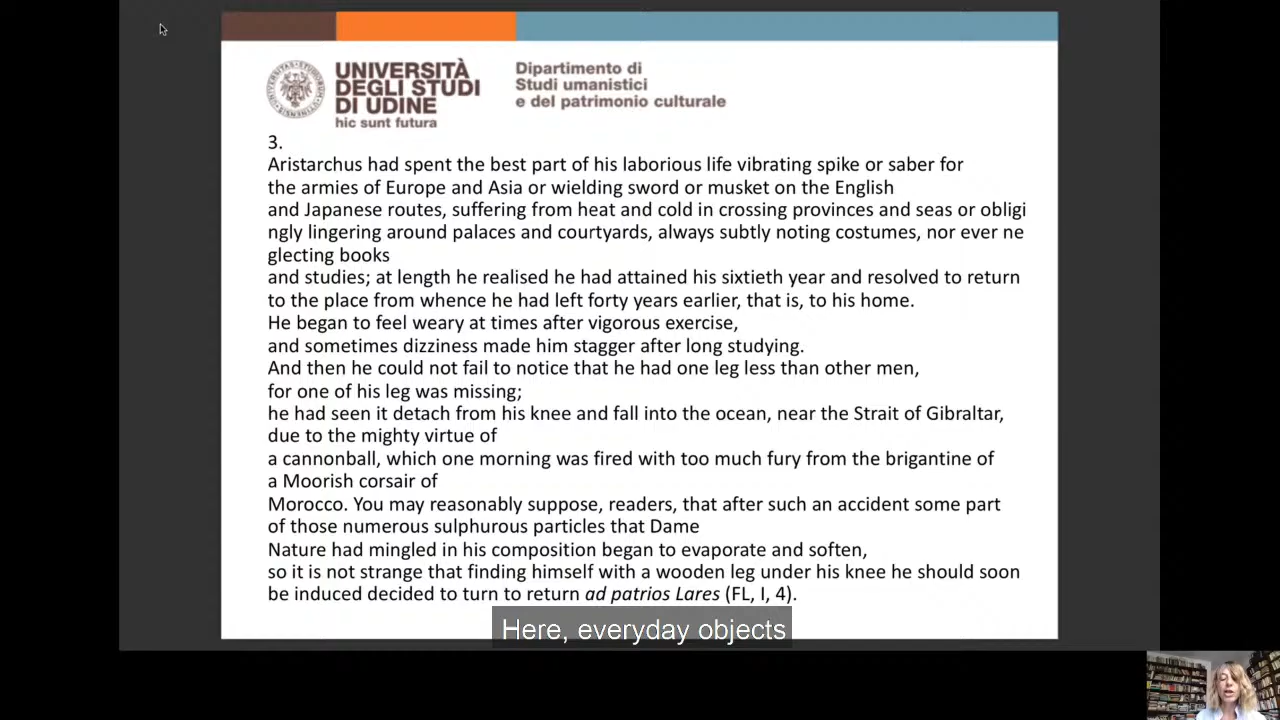 UNIVERSITÀ
DEGLI STUDI
DI UDINE
hic sunt futura
Dipartimento di
Studi umanistici
e del patrimonio culturale
3.
Aristarchus had spent the best part of his laborious life vibrating spike or saber for
the armies of Europe and Asia or wielding sword or musket on the English
and Japanese routes, suffering from heat and cold in crossing provinces and seas or obligi
ngly lingering around palaces and courtyards, always subtly noting costumes, nor ever ne
glecting books
and studies; at length he realised he had attained his sixtieth year and resolved to return
to the place from whence he had left forty years earlier, that is, to his home.
He began to feel weary at times after vigorous exercise,
and sometimes dizziness made him stagger after long studying.
And then he could not fail to notice that he had one leg less than other men,
for one of his leg was missing;
he had seen it detach from his knee and fall into the ocean, near the Strait of Gibraltar,
due to the mighty virtue of
a cannonball, which one morning was fired with too much fury from the brigantine of
a Moorish corsair of
Morocco. You may reasonably suppose, readers, that after such an accident some part
of those numerous sulphurous particles that Dame
Nature had mingled in his composition began to evaporate and soften,
so it is not strange that finding himself with a wooden leg under his knee he should soon
be induced decided to turn to return ad patrios Lares (FL, I, 4).
Here, everyday objects